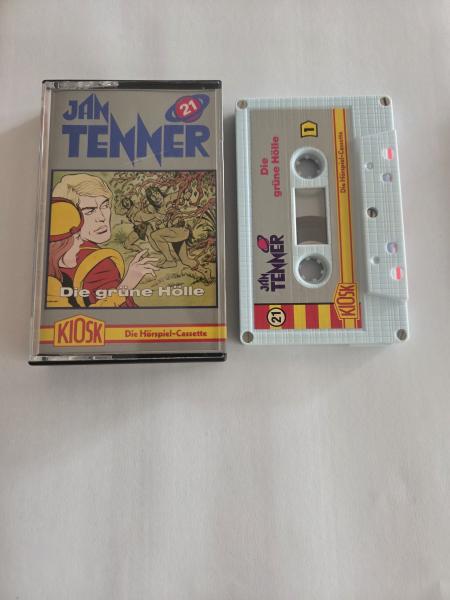 JAN
21
TENNER
Die grüne Hölle
KIOSK
Die Hörspiel-Cassette
1
Die
grüne Hölle
Die Hörspiel-Cassette
JAN
TENNER
21
KIOSK